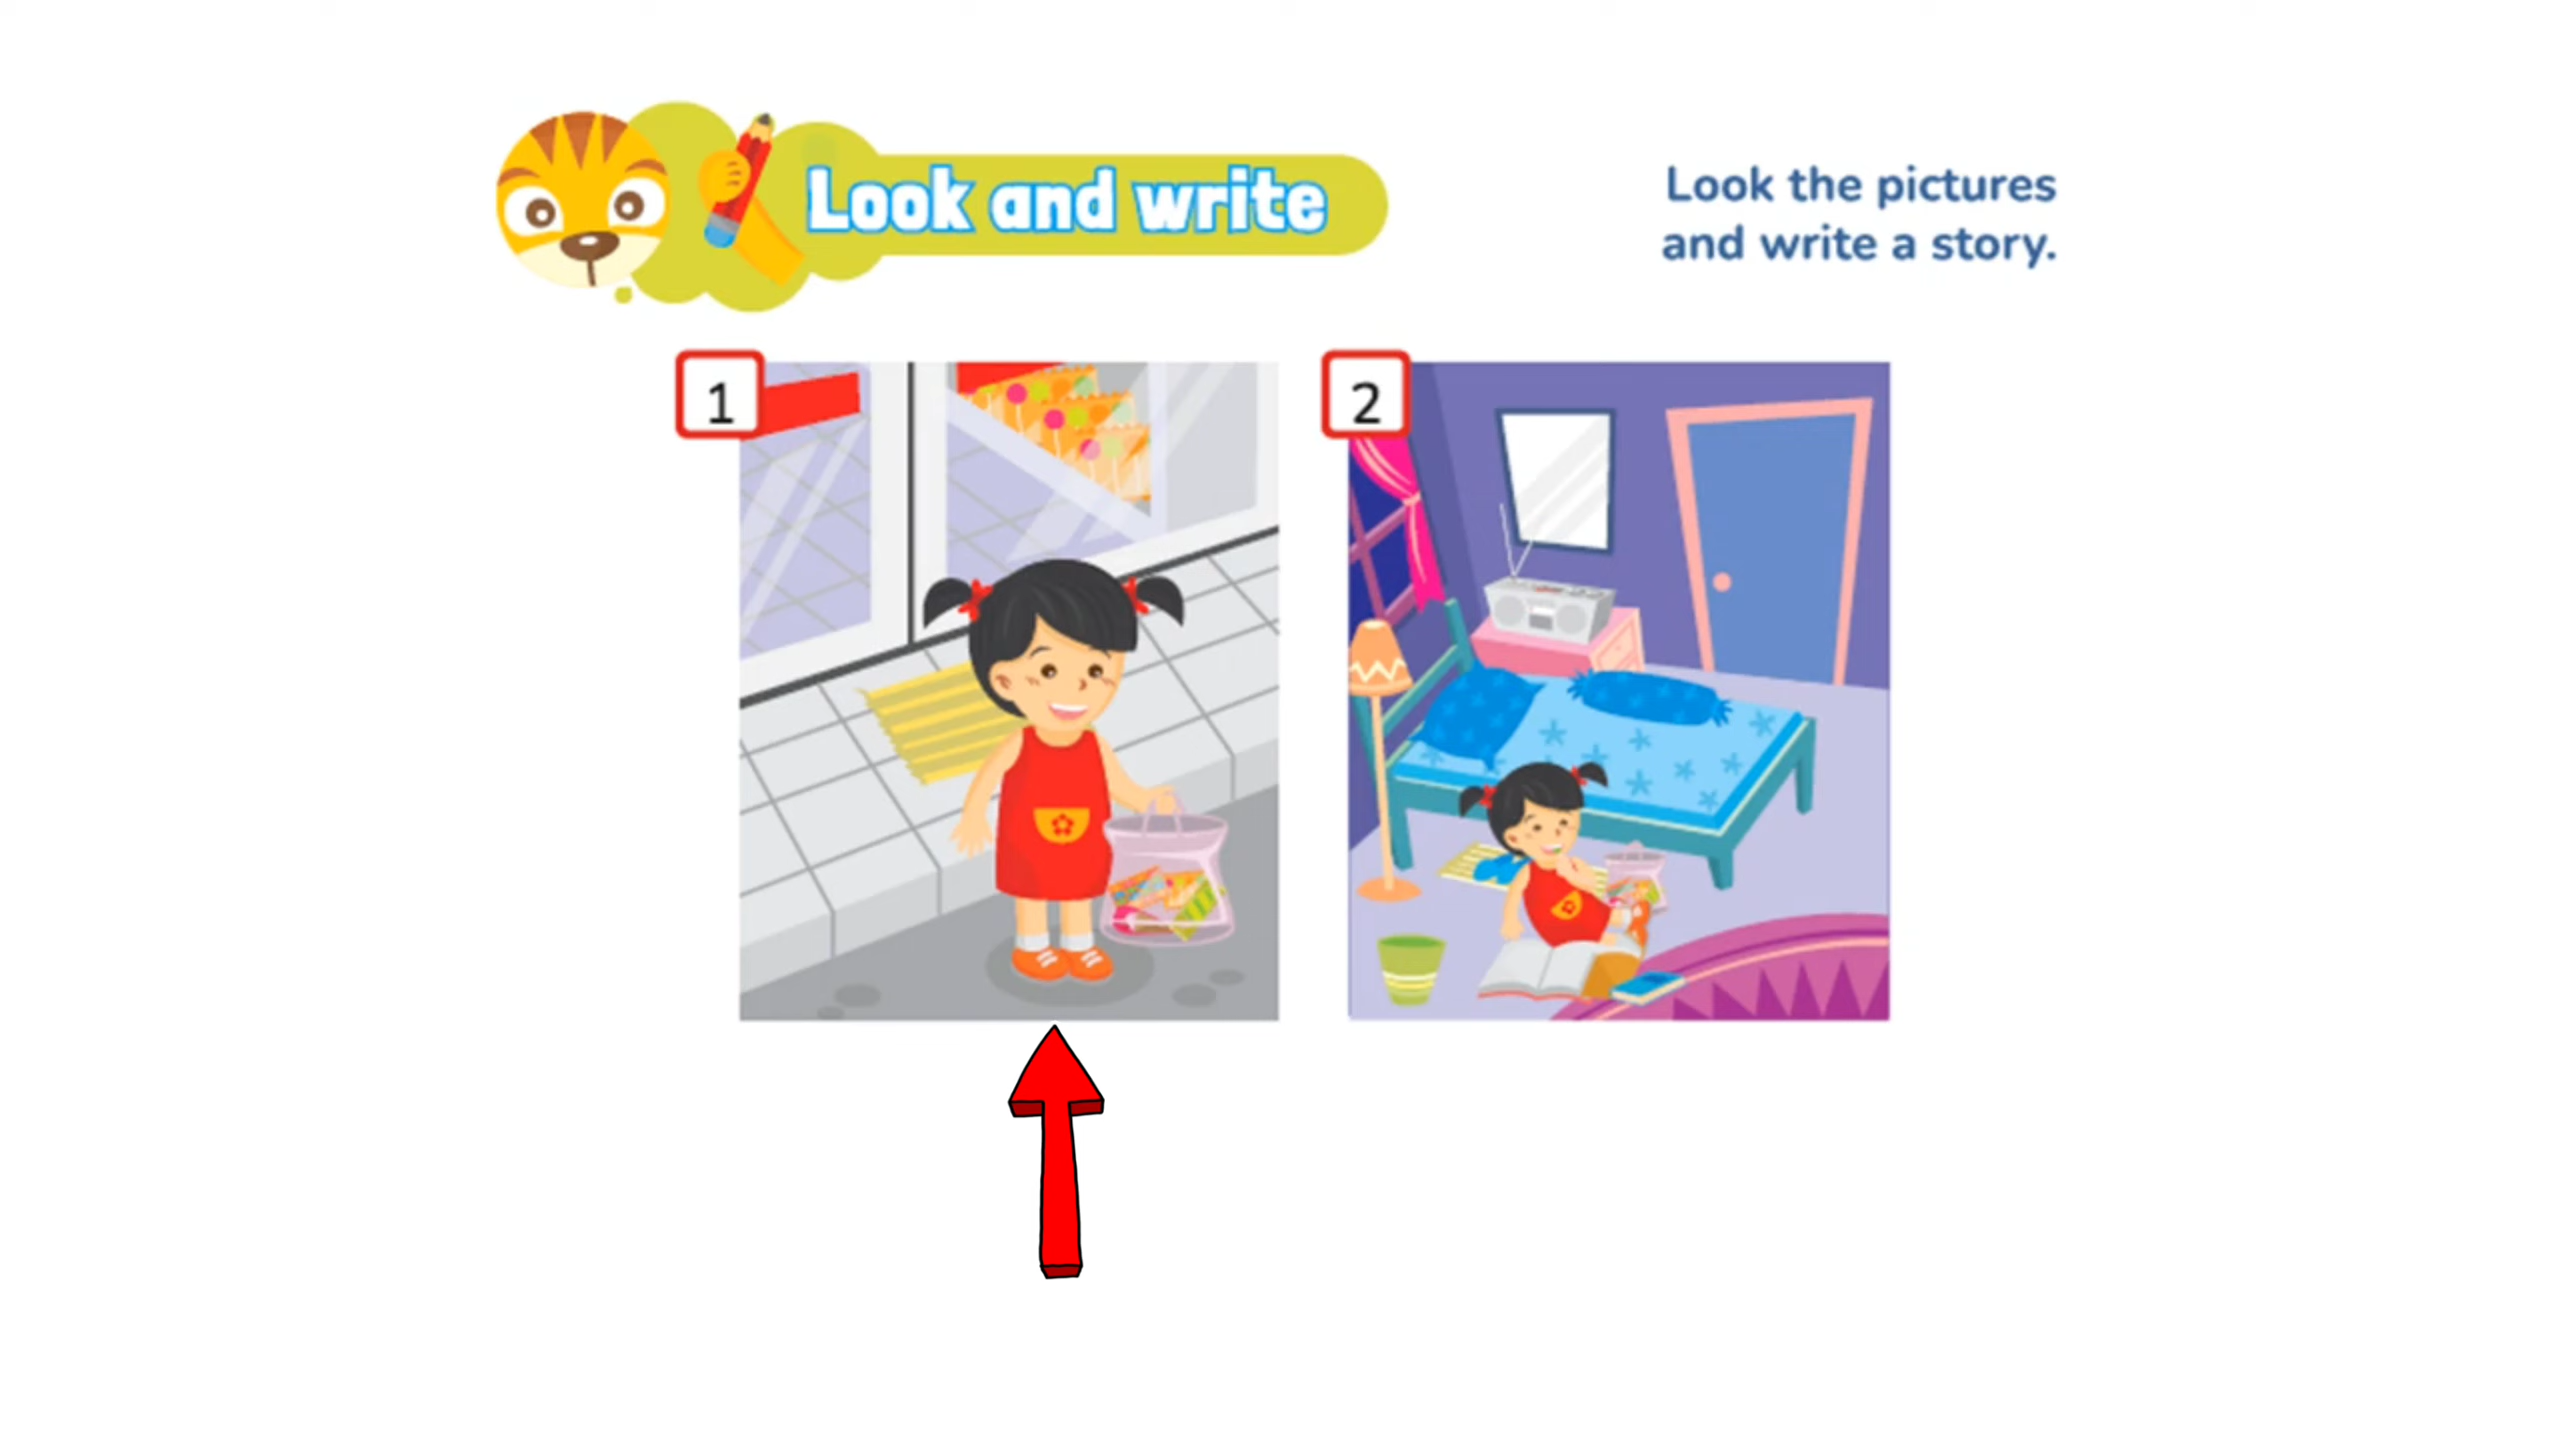 Look and write
Look the pictures
and write a story.
1
2